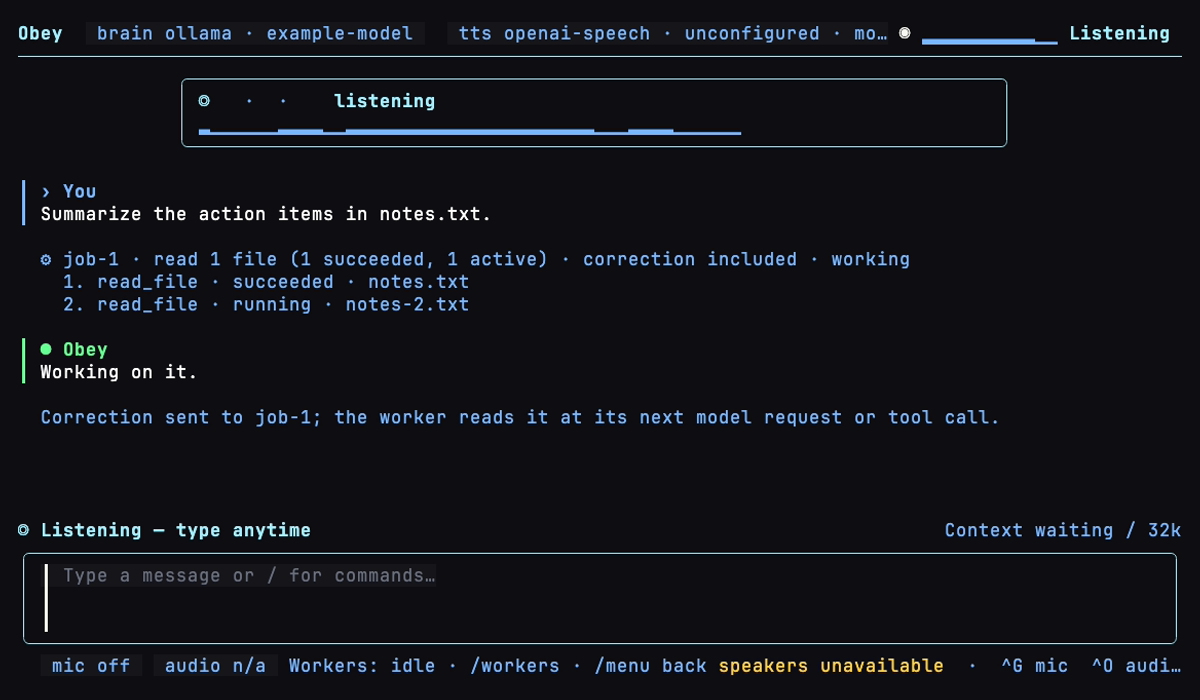 Obey brain ollama · example-model tts openai-speech · unconfigured · mo… ◉ Listening
◎ · · listening
› You
Summarize the action items in notes.txt.
⚙ job-1 · read 1 file (1 succeeded, 1 active) · correction included · working
1. read_file · succeeded · notes.txt
2. read_file · running · notes-2.txt
● Obey
Working on it.
Correction sent to job-1; the worker reads it at its next model request or tool call.
◎ Listening — type anytime Context waiting / 32k
Type a message or / for commands…
mic off audio n/a Workers: idle · /workers · /menu back speakers unavailable · ^G mic ^O audi…